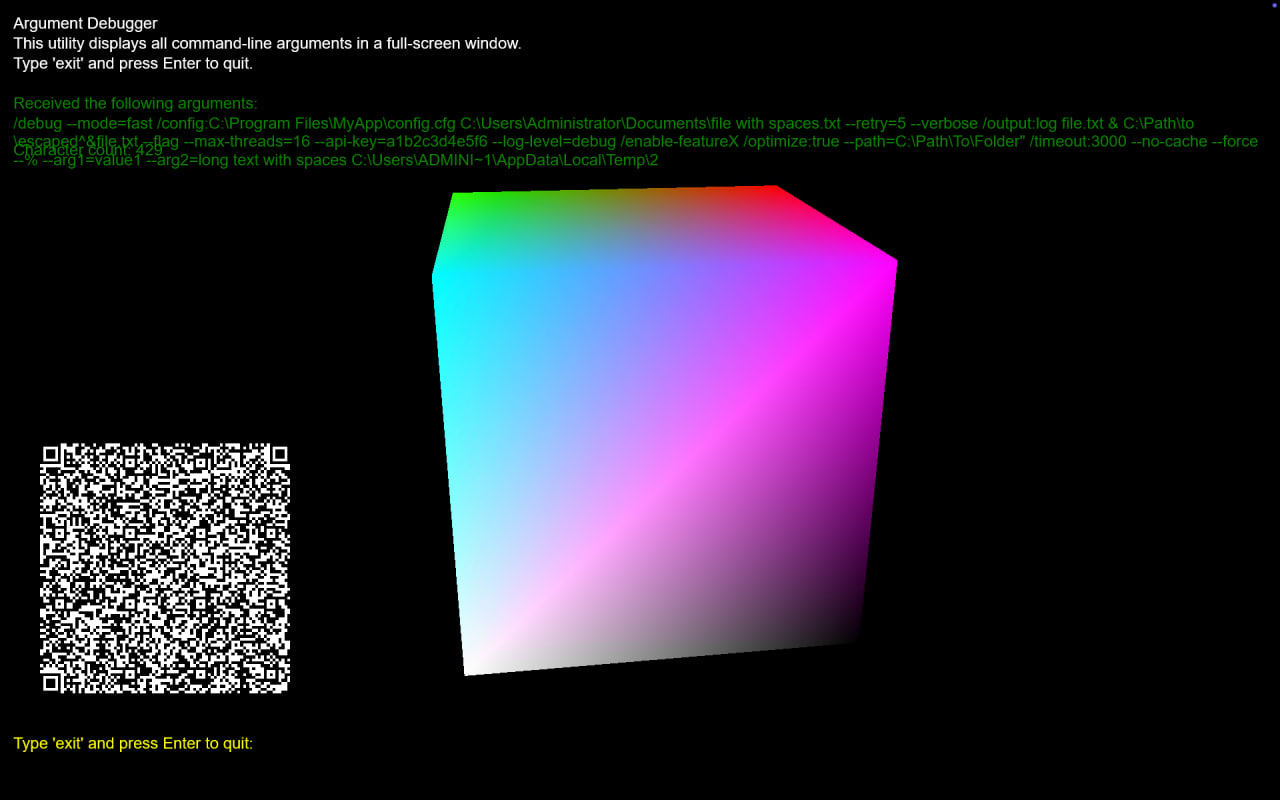 Argument Debugger
This utility displays all command-line arguments in a full-screen window.
Type 'exit' and press Enter to quit.
Received the following arguments:
/debug --mode=fast /config:C:\Program Files\MyApp\config.cfg C:\Users\Administrator\Documents\file with spaces.txt --retry=5 --verbose /output:log file.txt & C:\Path\to
\escaped^&file.txt --flag --max-threads=16 --api-key=a1b2c3d4e5f6 --log-level=debug /enable-featureX /optimize:true --path=C:\Path\To\Folder" /timeout:3000 --no-cache --force
Character count: 429
--% --arg1=value1 --arg2=long text with spaces C:\Users\ADMINI~1\AppData\Local\Temp\2
Type 'exit' and press Enter to quit: